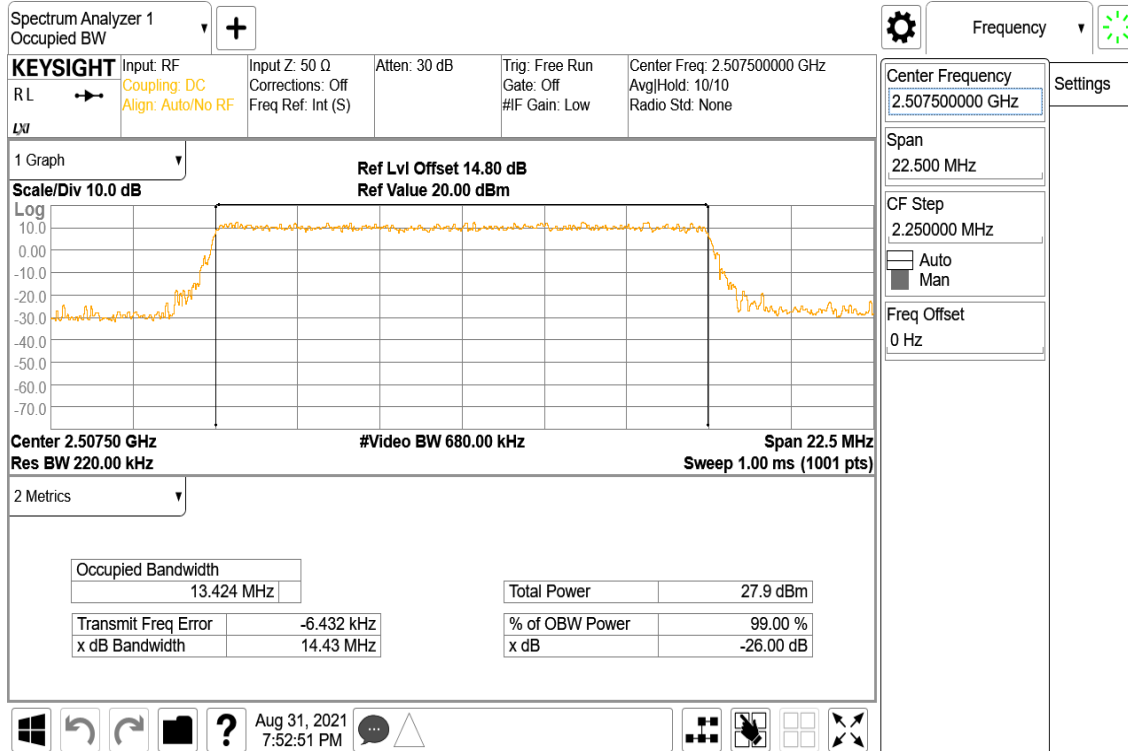 Spectrum Analyzer 1
Occupied BW
+
Frequency
KEYSIGHT
RL
LXI
Input: RF
Coupling: DC
Align: Auto/No RF
Input Z: 50 Ω
Corrections: Off
Freq Ref: Int (S)
Atten: 30 dB
Trig: Free Run
Gate: Off
#IF Gain: Low
Center Freq: 2.507500000 GHz
Avg|Hold: 10/10
Radio Std: None
Center Frequency
2.507500000 GHz
Settings
Span
22.500 MHz
CF Step
2.250000 MHz
Auto
Man
Freq Offset
0 Hz
1 Graph
Scale/Div 10.0 dB
Ref Lvl Offset 14.80 dB
Ref Value 20.00 dBm
Log
10.0
0.00
-10.0
-20.0
-30.0
-40.0
-50.0
-60.0
-70.0
Center 2.50750 GHz
#Video BW 680.00 kHz
Span 22.5 MHz
Res BW 220.00 kHz
Sweep 1.00 ms (1001 pts)
2 Metrics
Occupied Bandwidth
13.424 MHz
Total Power 27.9 dBm
Transmit Freq Error -6.432 kHz
% of OBW Power 99.00 %
x dB Bandwidth 14.43 MHz
x dB -26.00 dB
?
Aug 31, 2021
7:52:51 PM